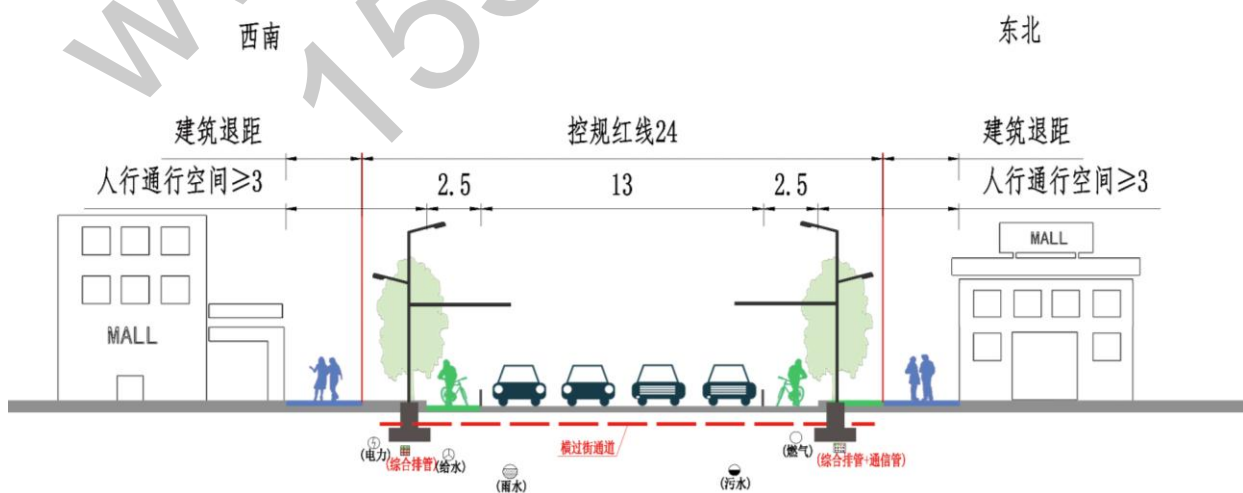 西南
东北
建筑退距
控规红线24
建筑退距
人行通行空间≥3
2.5
13
2.5
人行通行空间≥3
MALL
MALL
(电力)
(综合排管)
(给水)
横过街通道
(燃气)
(综合排管+通信管)
(雨水)
(污水)